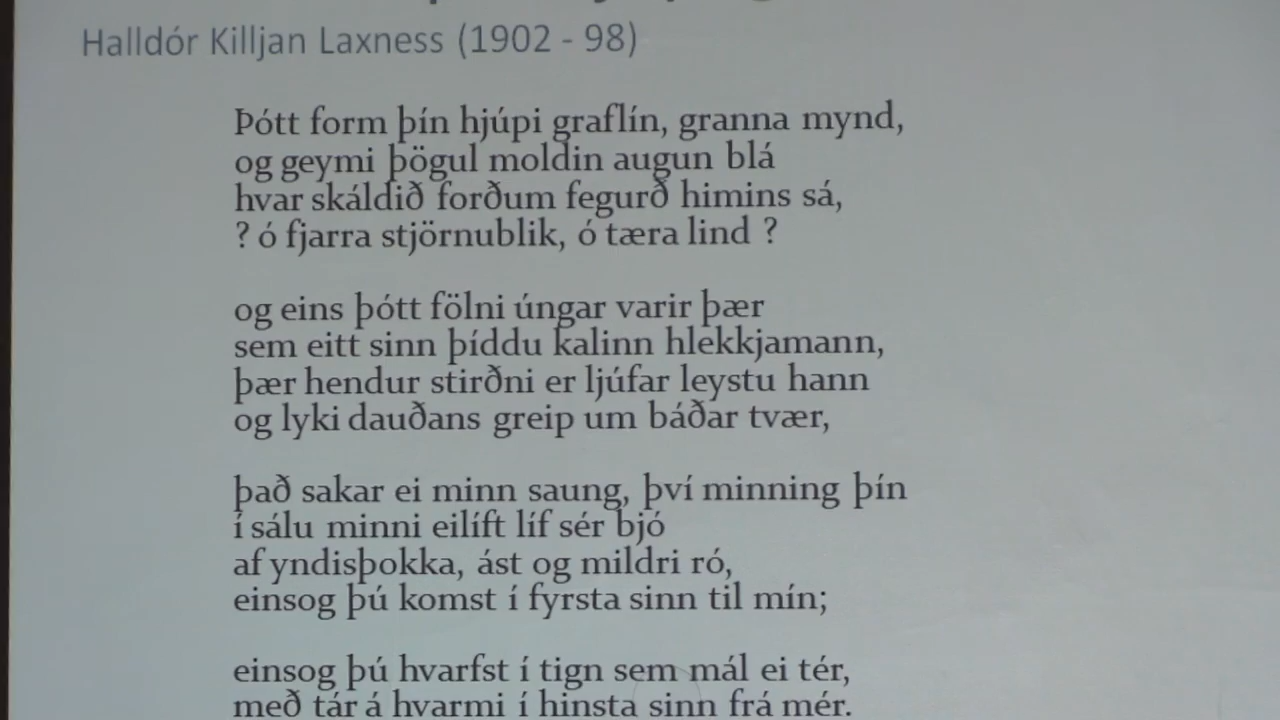 Halldór Killjan Laxness (1902 - 98)
Þótt form þín hjúpi graflín, granna mynd,
og geymi þögul moldin augun blá
hvar skáldið forðum fegurð himins sá,
? ó fjarra stjörnublik, ó tæra lind ?
og eins þótt fölni úngar varir þær
sem eitt sinn þíddu kalinn hlekkjamann,
þær hendur stirðni er ljúfar leystu hann
og lyki dauðans greip um báðar tvær,
það sakar ei minn saung, því minning þín
í sálu minni eilíft líf sér bjó
af yndisþokka, ást og mildri ró,
einsog þú komst í fyrsta sinn til mín;
einsog þú hvarfst í tign sem mál ei tér,
með tár á hvarmi í hinsta sinn frá mér.